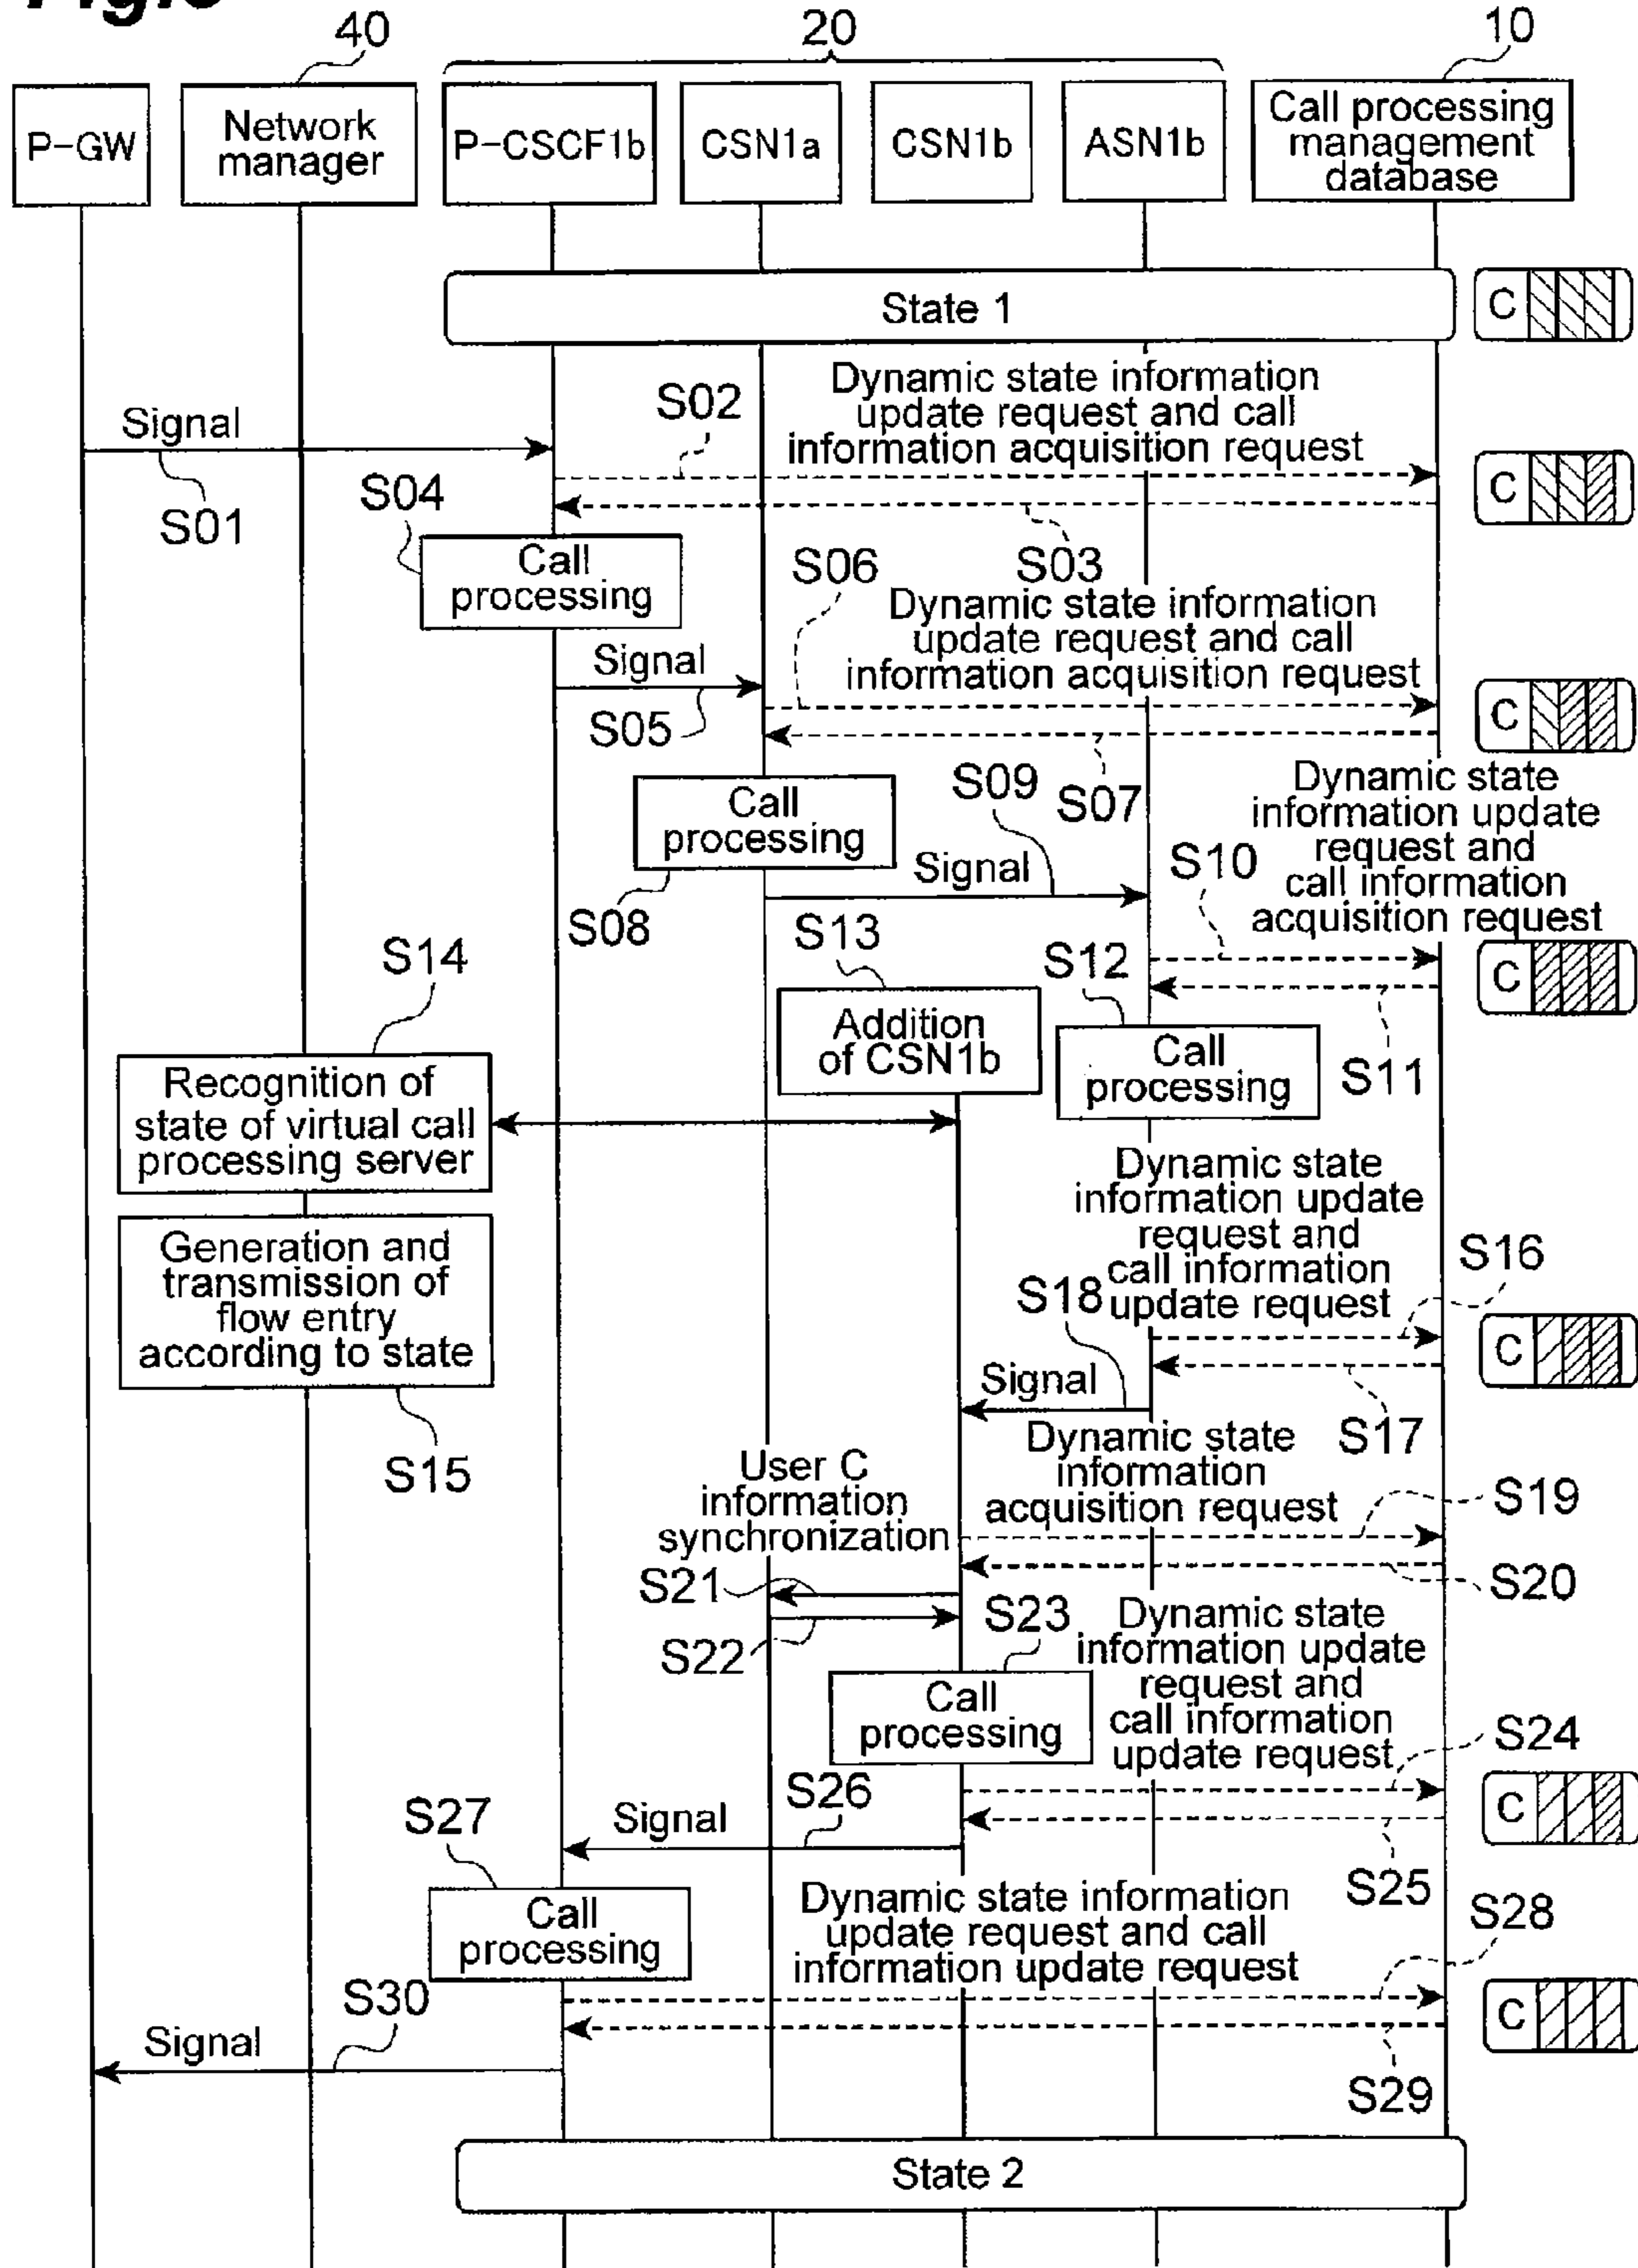 40
20
10
P-GW
Network
manager
P-CSCF1b
CSN1a
CSN1b
ASN1b
Call processing
management
database
State 1
C
Dynamic state information
update request and call
information acquisition request
S02
Signal
S01
C
S03
S04
Call
processing
S06
Dynamic state information
update request and call
information acquisition request
Signal
S05
C
S07
Call
processing
S08
S09
Signal
Dynamic state
information update
request and
call information
acquisition request
S10
C
S11
S12
Call
processing
S13
Addition
of CSN1b
S14
Recognition of
state of virtual call
processing server
Generation and
transmission of
flow entry
according to state
S15
Dynamic state
information update
request and
call information
update request
S16
C
S17
S18
Signal
Dynamic state
information
acquisition request
S19
S20
User C
information
synchronization
S21
S22
S23
Call
processing
Dynamic state
information update
request and
call information
update request
S24
C
S25
S26
Signal
S27
Call
processing
Dynamic state information
update request and call
information update request
S28
C
S29
S30
Signal
State 2